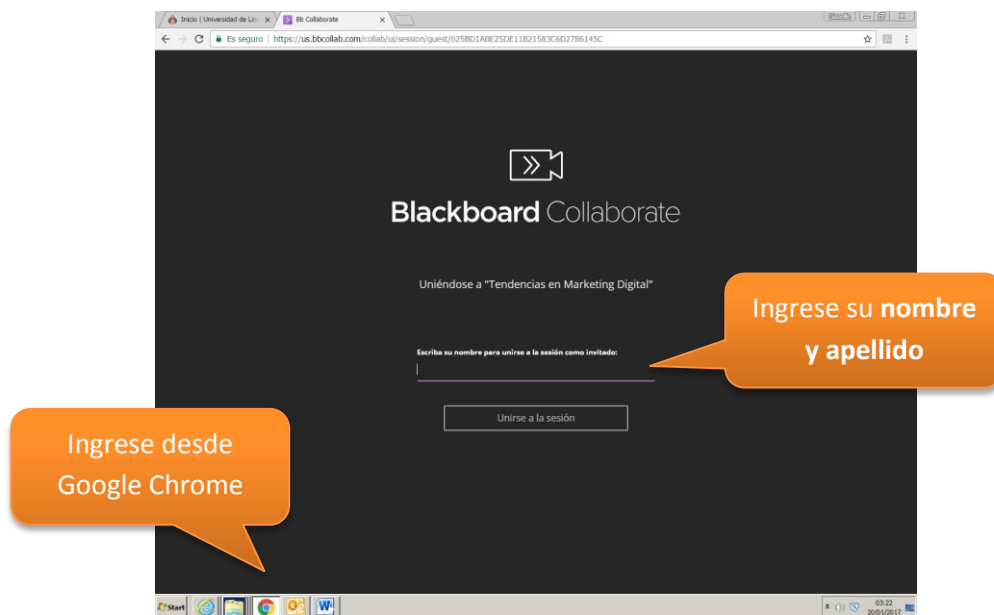 Inicio | Universidad de Lim
Bb Collaborate
Es seguro
https://us.bbcollab.com/collab/ui/session/guest/025BD1ABE25DE11B21583C6D2786145C
Blackboard Collaborate
Uniéndose a "Tendencias en Marketing Digital"
Ingrese su nombre
y apellido
Escriba su nombre para unirse a la sesión como invitado:
Unirse a la sesión
Ingrese desde
Google Chrome
Start
03:22
20/01/2017